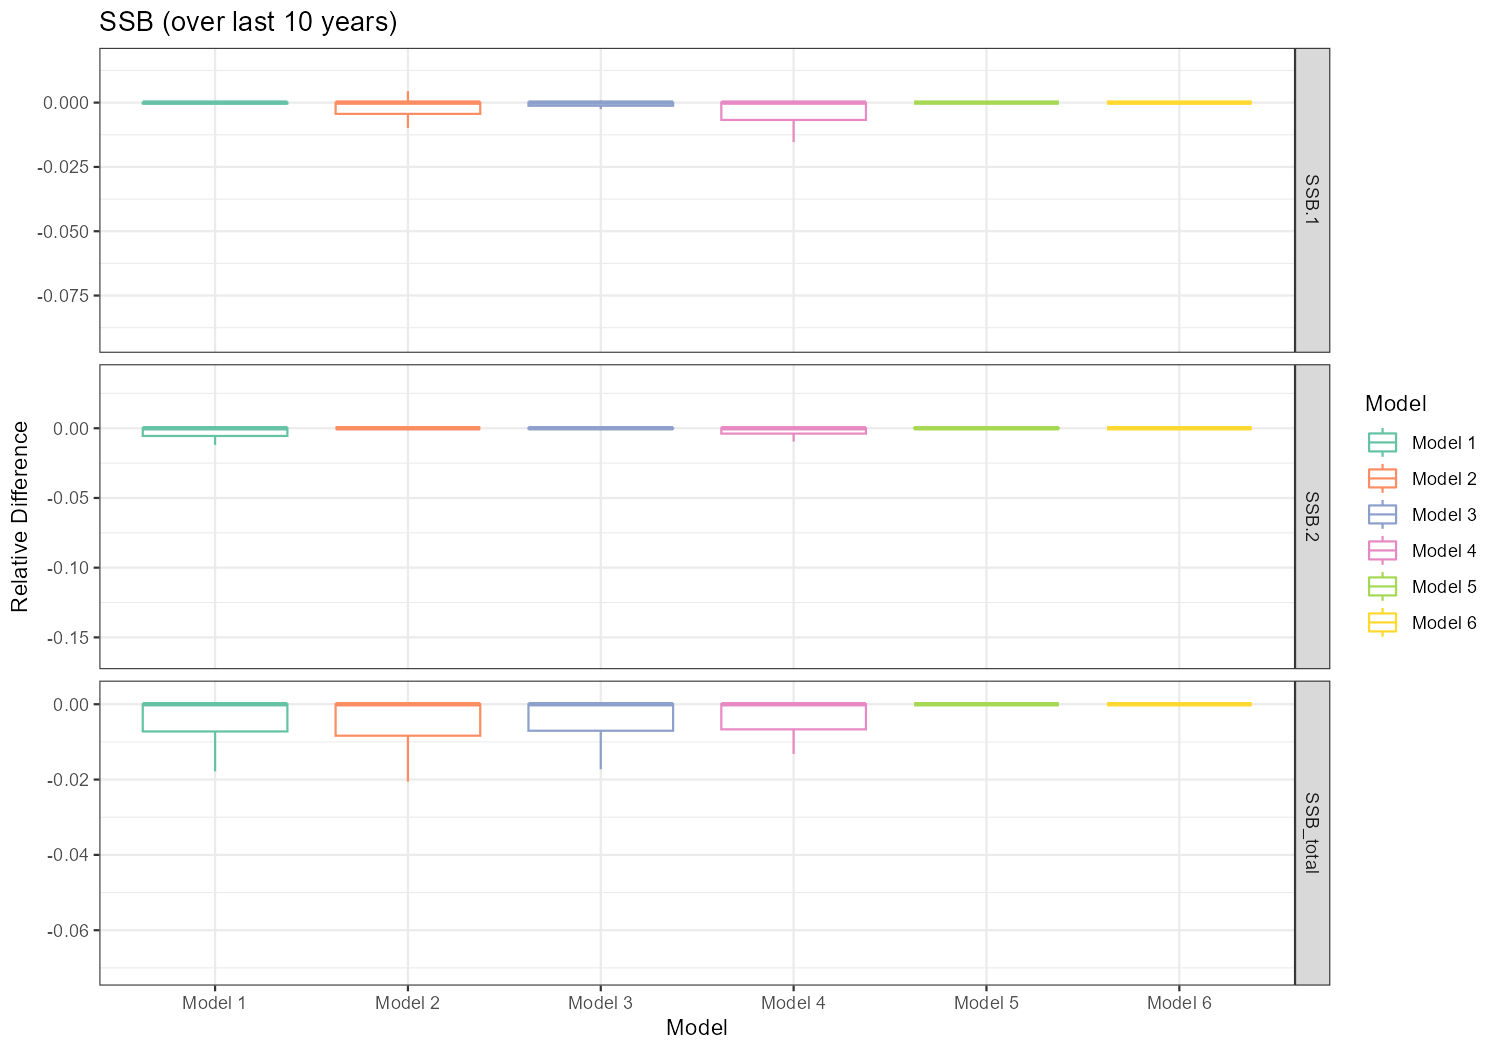 SSB (over last 10 years)
0.000
-0.025
-0.050
-0.075
SSB.1
0.00
-0.05
-0.10
-0.15
SSB.2
0.00
-0.02
-0.04
-0.06
SSB_total
Relative Difference
Model 1
Model 2
Model 3
Model 4
Model 5
Model 6
Model
Model
Model 1
Model 2
Model 3
Model 4
Model 5
Model 6